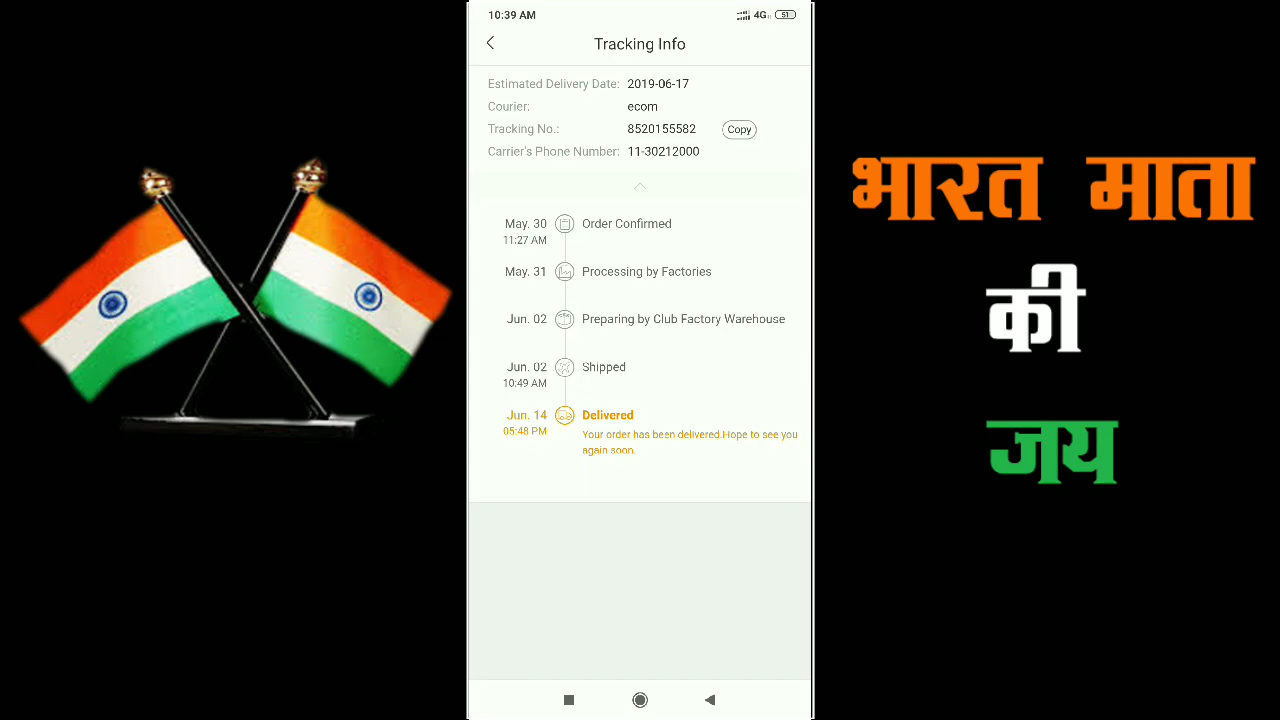 10:39 AM 4G 51
Tracking Info
Estimated Delivery Date: 2019-06-17
Courier: ecom
Tracking No.: 8520155582 Copy
Carrier's Phone Number: 11-30212000
May. 30 Order Confirmed
11:27 AM
May. 31 Processing by Factories
Jun. 02 Preparing by Club Factory Warehouse
Jun. 02 Shipped
10:49 AM
Jun. 14 Delivered
05:48 PM Your order has been delivered.Hope to see you
again soon.
भारत माता
की
जय